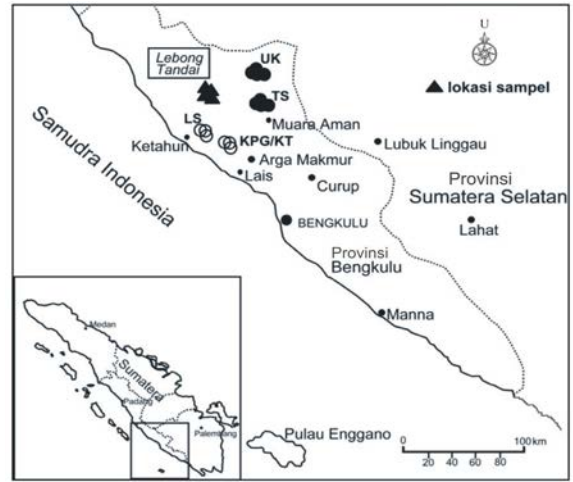 U
UK
Lebong
Tandai
lokasi sampel
TS
LS
Muara Aman
Ketahun
KPG/KT
Lubuk Linggau
Arga Makmur
Lais
Curup
Provinsi
Sumatera Selatan
Samudra Indonesia
BENGKULU
Lahat
Provinsi
Bengkulu
Manna
Medan
Sumatera
Padang
Palembang
Pulau Enggano
0
100 km
20
40
60
80